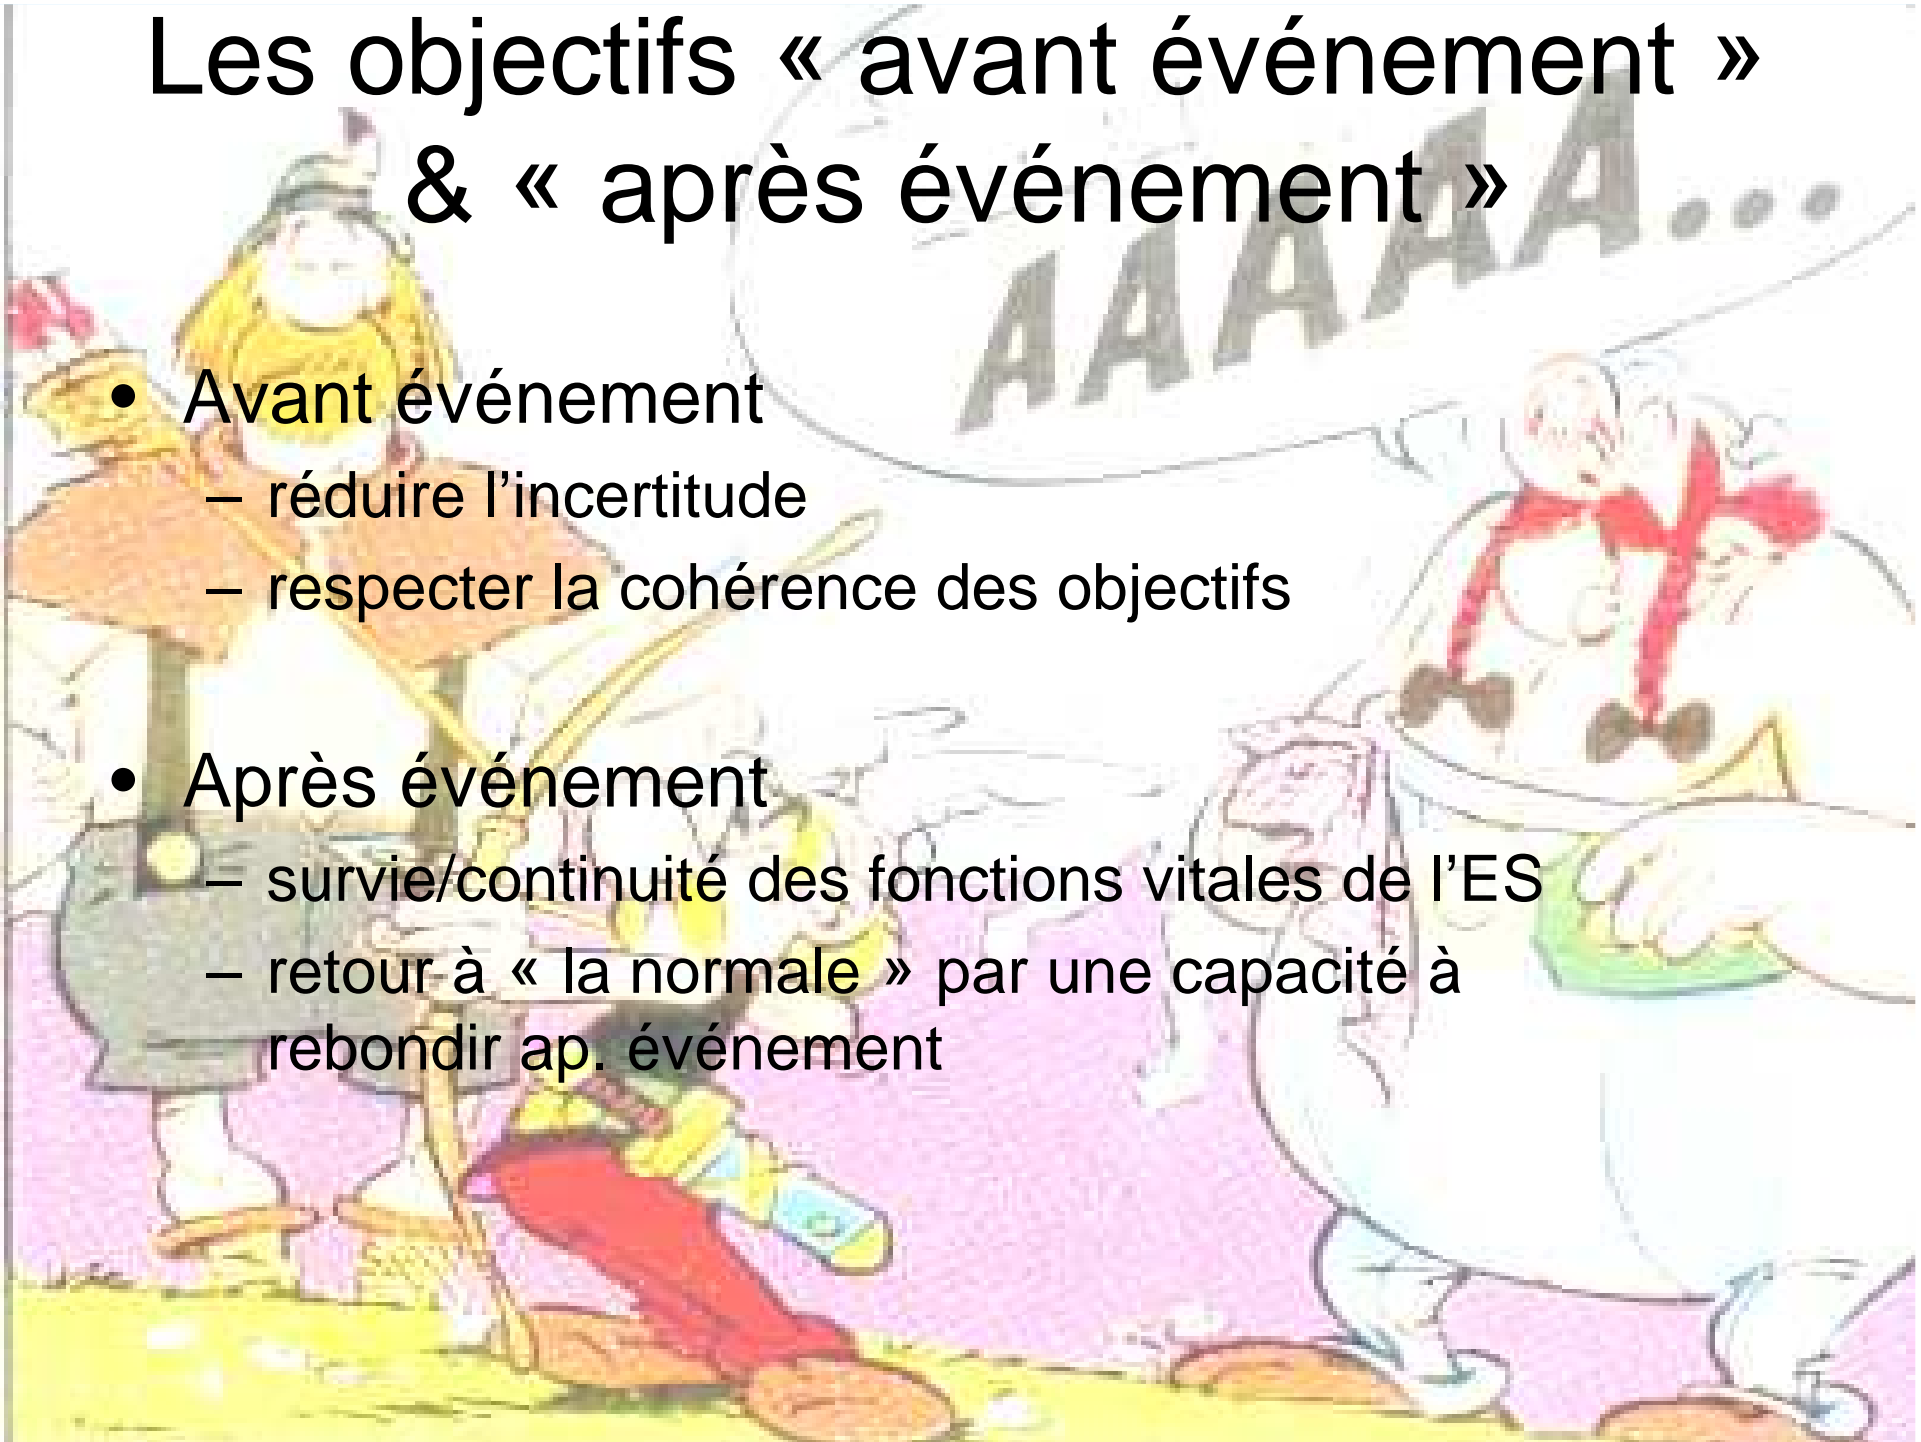 Les objectifs « avant événement »
& « après événement »
AAAAAA...
• Avant événement
– réduire l’incertitude
– respecter la cohérence des objectifs
• Après événement
– survie/continuité des fonctions vitales de l’ES
– retour à « la normale » par une capacité à
rebondir ap. événement